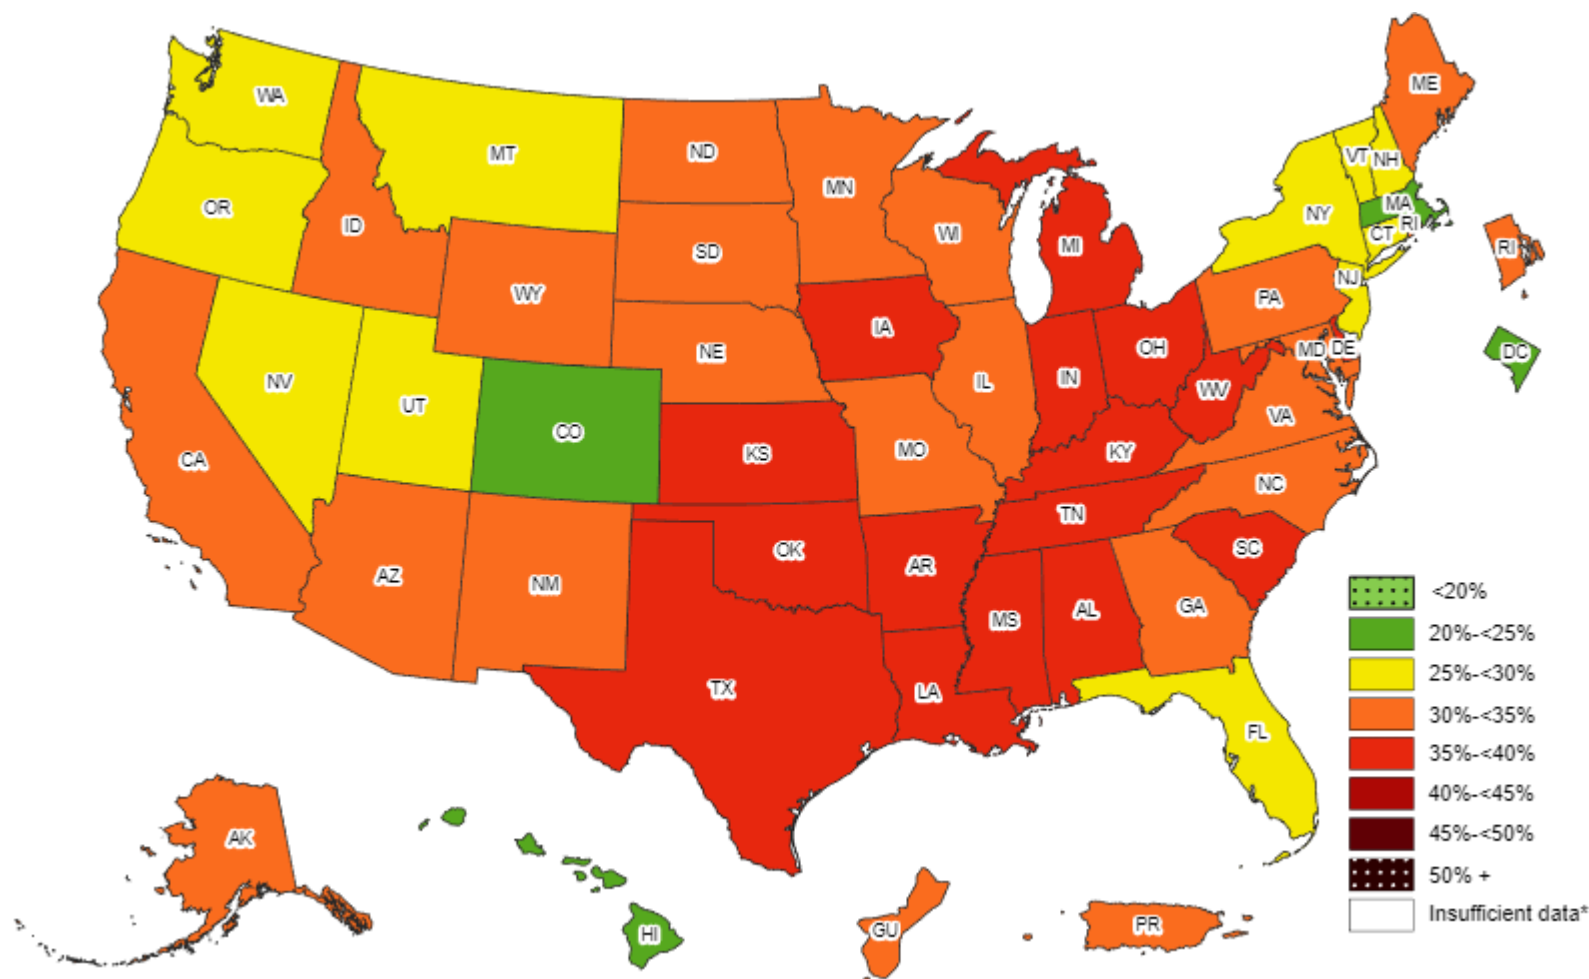 ME
WA
MT
ND
MN
VT
NH
OR
ID
SD
WI
NY
MA
RI
CT
MI
RI
WY
NJ
PA
IA
NE
OH
MD
DE
DC
NV
UT
IL
IN
WV
CO
VA
CA
KS
MO
KY
NC
TN
OK
SC
AZ
NM
AR
<20%
GA
MS
AL
20%-<25%
25%-<30%
TX
LA
30%-<35%
FL
35%-<40%
40%-<45%
AK
45%-<50%
50% +
Insufficient data*
HI
GU
PR